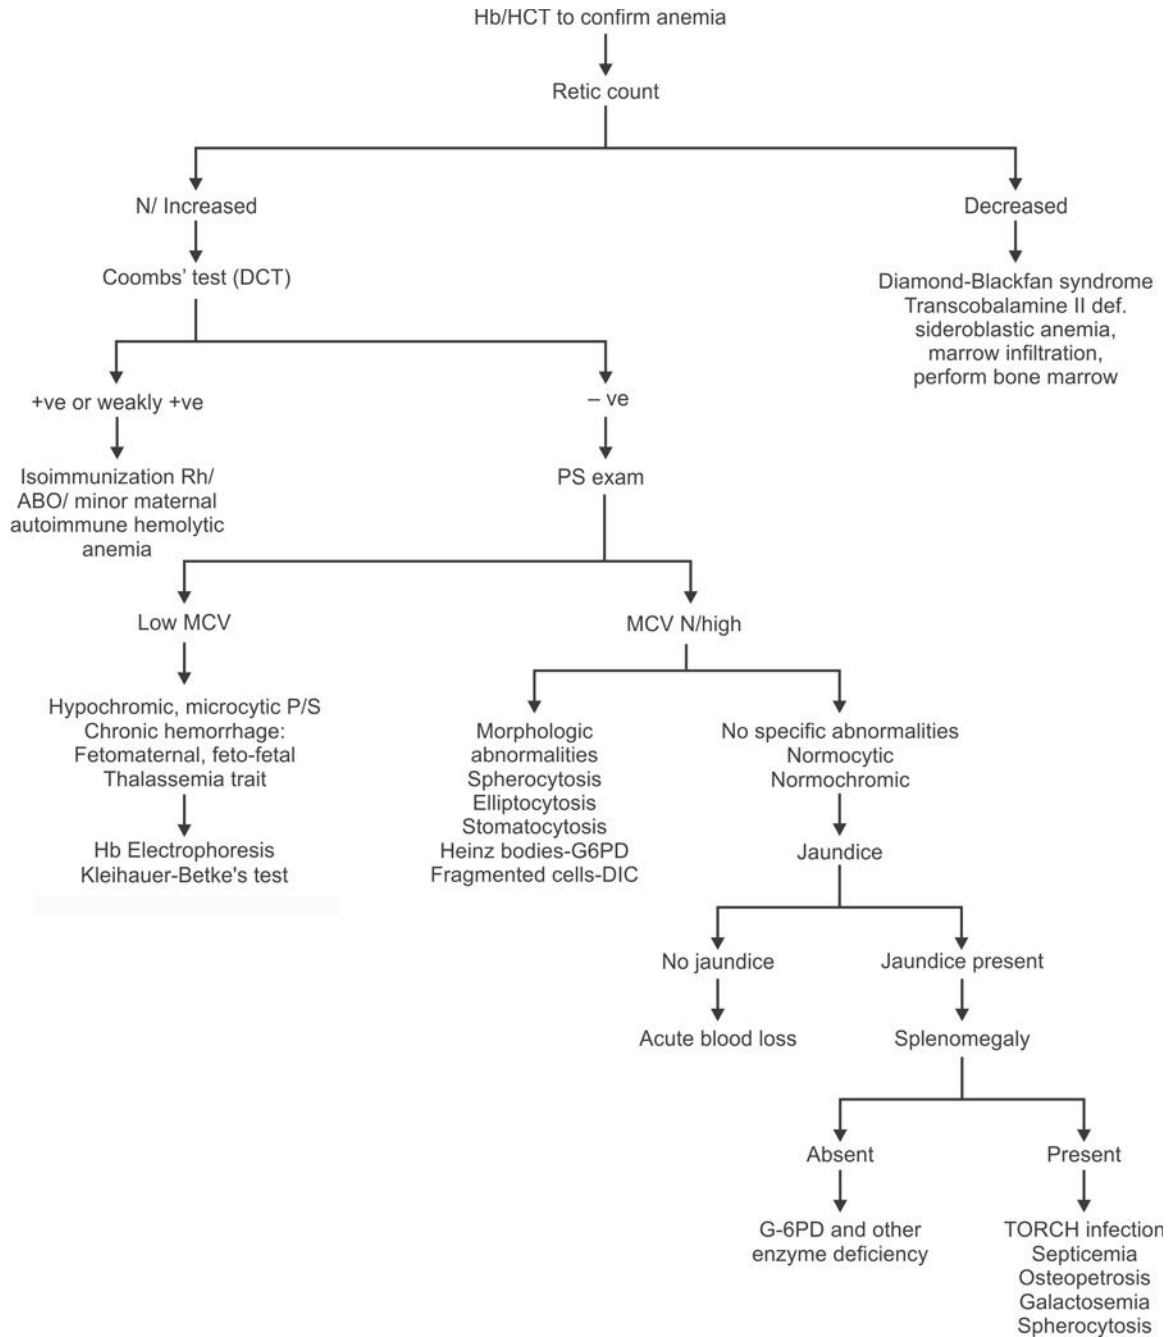 Hb/HCT to confirm anemia
Retic count
N/ Increased
Decreased
Coombs' test (DCT)
Diamond-Blackfan syndrome
Transcobalamine II def.
sideroblastic anemia,
marrow infiltration,
perform bone marrow
+ve or weakly +ve
– ve
Isoimmunization Rh/
ABO/ minor maternal
autoimmune hemolytic
anemia
PS exam
Low MCV
MCV N/high
Hypochromic, microcytic P/S
Chronic hemorrhage:
Fetomaternal, feto-fetal
Thalassemia trait
Morphologic
abnormalities
Spherocytosis
Elliptocytosis
Stomatocytosis
Heinz bodies-G6PD
Fragmented cells-DIC
No specific abnormalities
Normocytic
Normochromic
Hb Electrophoresis
Kleihauer-Betke's test
Jaundice
No jaundice
Jaundice present
Acute blood loss
Splenomegaly
Absent
Present
G-6PD and other
enzyme deficiency
TORCH infection
Septicemia
Osteopetrosis
Galactosemia
Spherocytosis